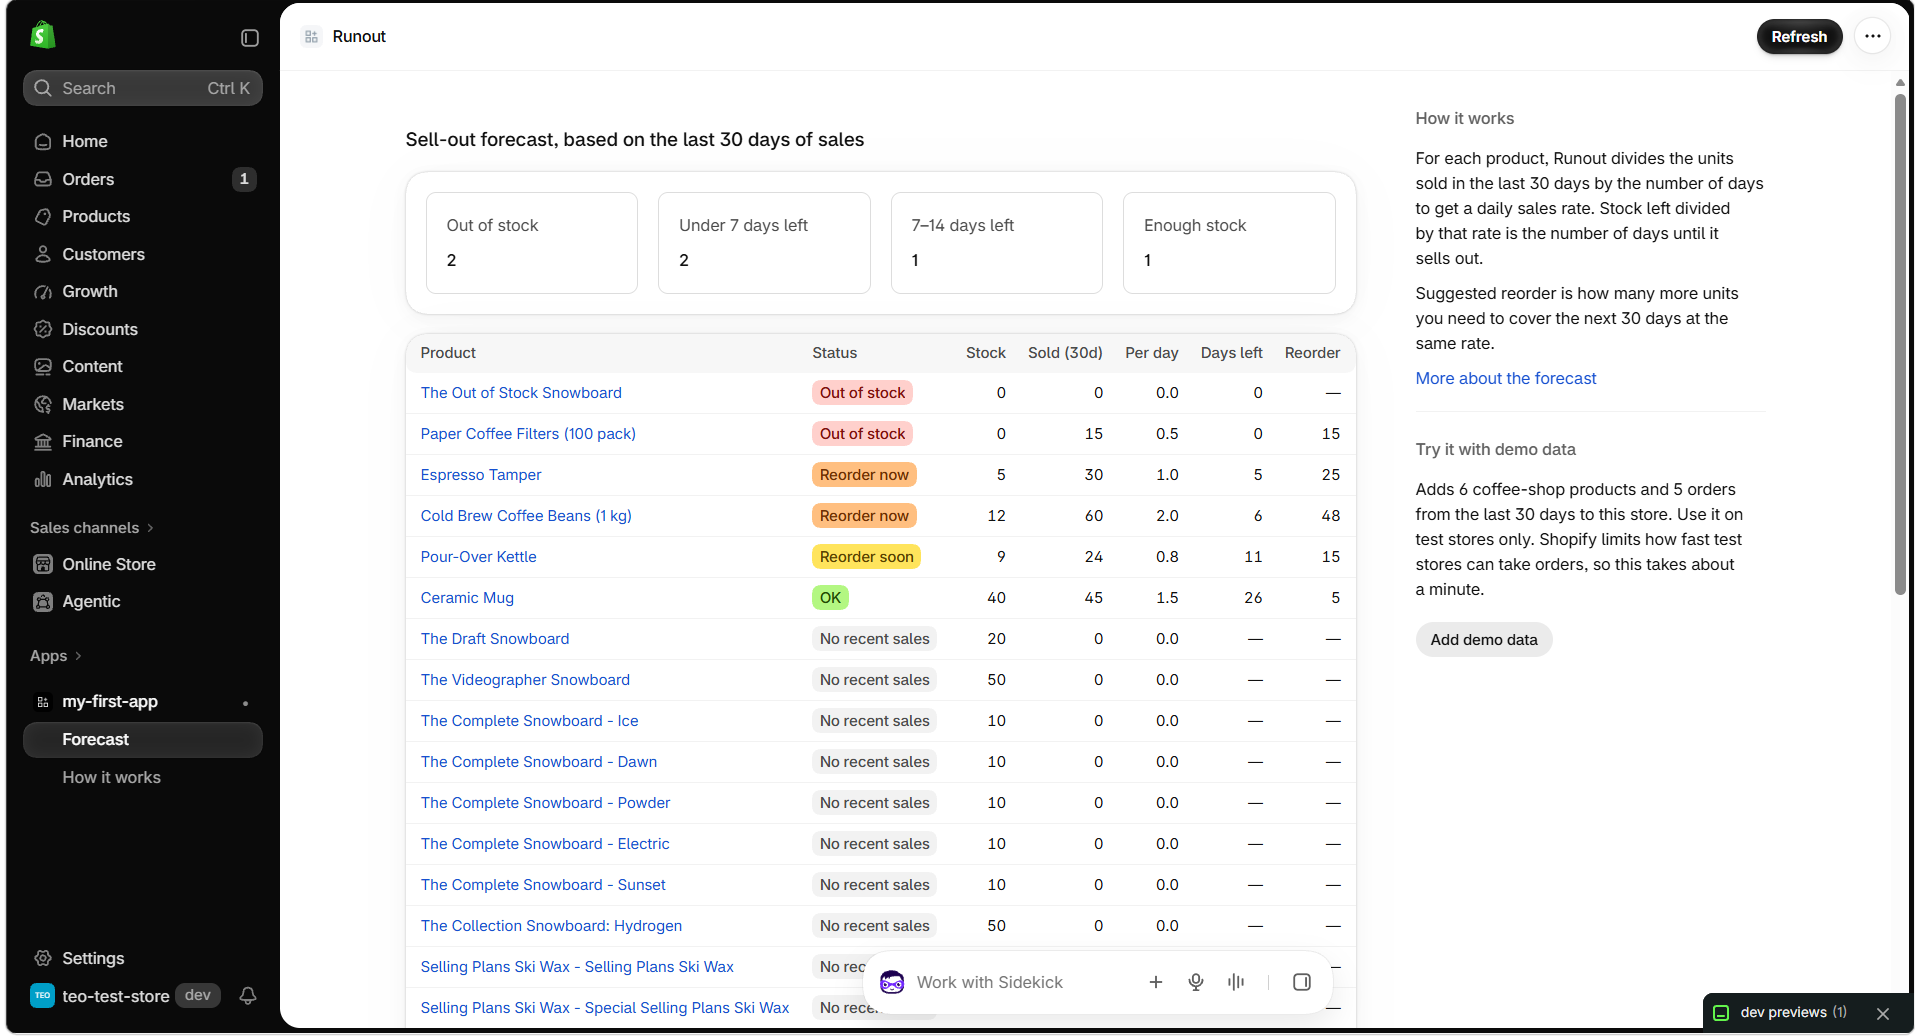 Runout
Refresh
Search Ctrl K
Home
Orders 1
Products
Customers
Growth
Discounts
Content
Markets
Finance
Analytics
Sales channels
Online Store
Agentic
Apps
my-first-app
Forecast
How it works
Settings
TEO teo-test-store dev
Sell-out forecast, based on the last 30 days of sales
Out of stock
2
Under 7 days left
2
7–14 days left
1
Enough stock
1
Product Status Stock Sold (30d) Per day Days left Reorder
The Out of Stock Snowboard Out of stock 0 0 0.0 0 —
Paper Coffee Filters (100 pack) Out of stock 0 15 0.5 0 15
Espresso Tamper Reorder now 5 30 1.0 5 25
Cold Brew Coffee Beans (1 kg) Reorder now 12 60 2.0 6 48
Pour-Over Kettle Reorder soon 9 24 0.8 11 15
Ceramic Mug OK 40 45 1.5 26 5
The Draft Snowboard No recent sales 20 0 0.0 — —
The Videographer Snowboard No recent sales 50 0 0.0 — —
The Complete Snowboard - Ice No recent sales 10 0 0.0 — —
The Complete Snowboard - Dawn No recent sales 10 0 0.0 — —
The Complete Snowboard - Powder No recent sales 10 0 0.0 — —
The Complete Snowboard - Electric No recent sales 10 0 0.0 — —
The Complete Snowboard - Sunset No recent sales 10 0 0.0 — —
The Collection Snowboard: Hydrogen No recent sales 50 0 0.0 — —
Selling Plans Ski Wax - Selling Plans Ski Wax No —
Selling Plans Ski Wax - Special Selling Plans Ski Wax No —
Work with Sidekick
How it works
For each product, Runout divides the units
sold in the last 30 days by the number of days
to get a daily sales rate. Stock left divided
by that rate is the number of days until it
sells out.
Suggested reorder is how many more units
you need to cover the next 30 days at the
same rate.
More about the forecast
Try it with demo data
Adds 6 coffee-shop products and 5 orders
from the last 30 days to this store. Use it on
test stores only. Shopify limits how fast test
stores can take orders, so this takes about
a minute.
Add demo data
dev previews (1)